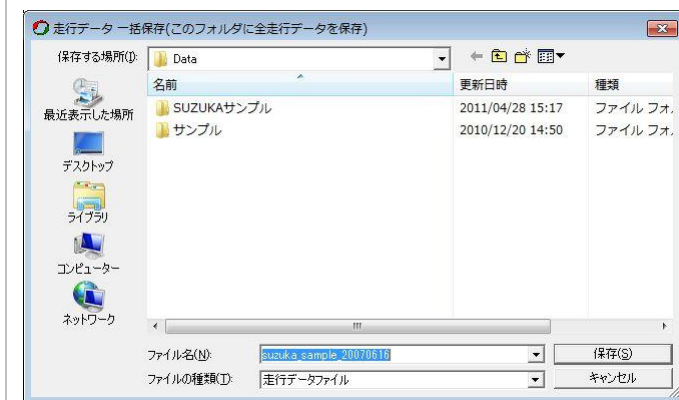 走行データ 一括保存(このフォルダに全走行データを保存)
保存する場所(I):
Data
名前
更新日時
種類
SUZUKAサンプル
2011/04/28 15:17
ファイル フォ
サンプル
2010/12/20 14:50
ファイル フォ
最近表示した場所
デスクトップ
ライブラリ
コンピューター
ネットワーク
ファイル名(N):
suzuka_sample_20070616
保存(S)
ファイルの種類(T):
走行データファイル
キャンセル